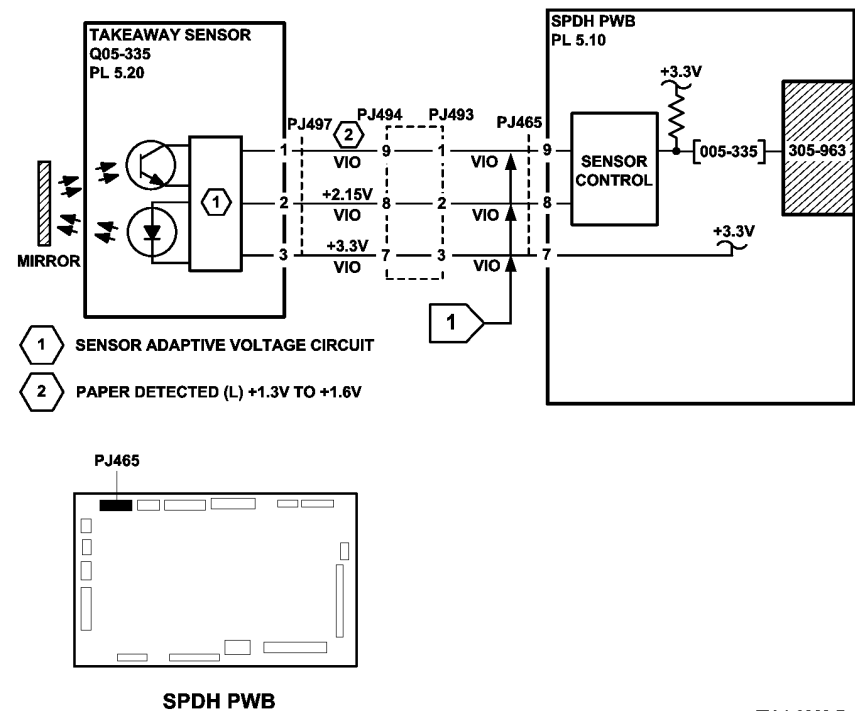 TAKEAWAY SENSOR
Q05-335
PL 5.20
SPDH PWB
PL 5.10
+3.3V
PJ497
PJ494
PJ493
PJ465
2
1
VIO
9
1
VIO
9
SENSOR
CONTROL
[005-335]
305-963
1
2
+2.15V
VIO
8
2
VIO
8
3
+3.3V
VIO
7
3
VIO
7
+3.3V
MIRROR
1
1 SENSOR ADAPTIVE VOLTAGE CIRCUIT
2 PAPER DETECTED (L) +1.3V TO +1.6V
PJ465
SPDH PWB